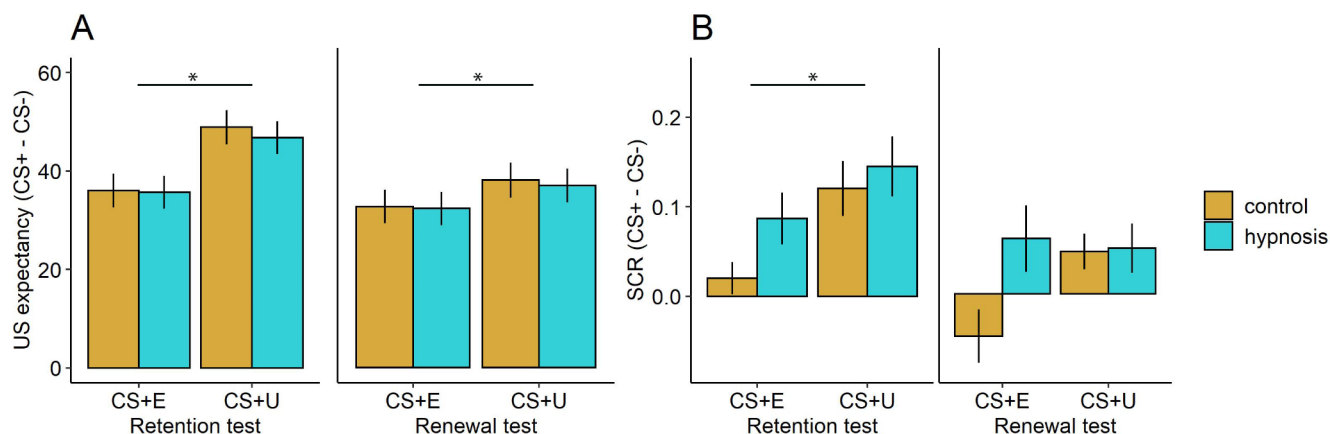 A
US expectancy (CS+ - CS-)
60
40
20
0
*
CS+E
CS+U
Retention test
*
CS+E
CS+U
Renewal test
B
SCR (CS+ - CS-)
0.2
0.1
0.0
*
CS+E
CS+U
Retention test
CS+E
CS+U
Renewal test
control
hypnosis